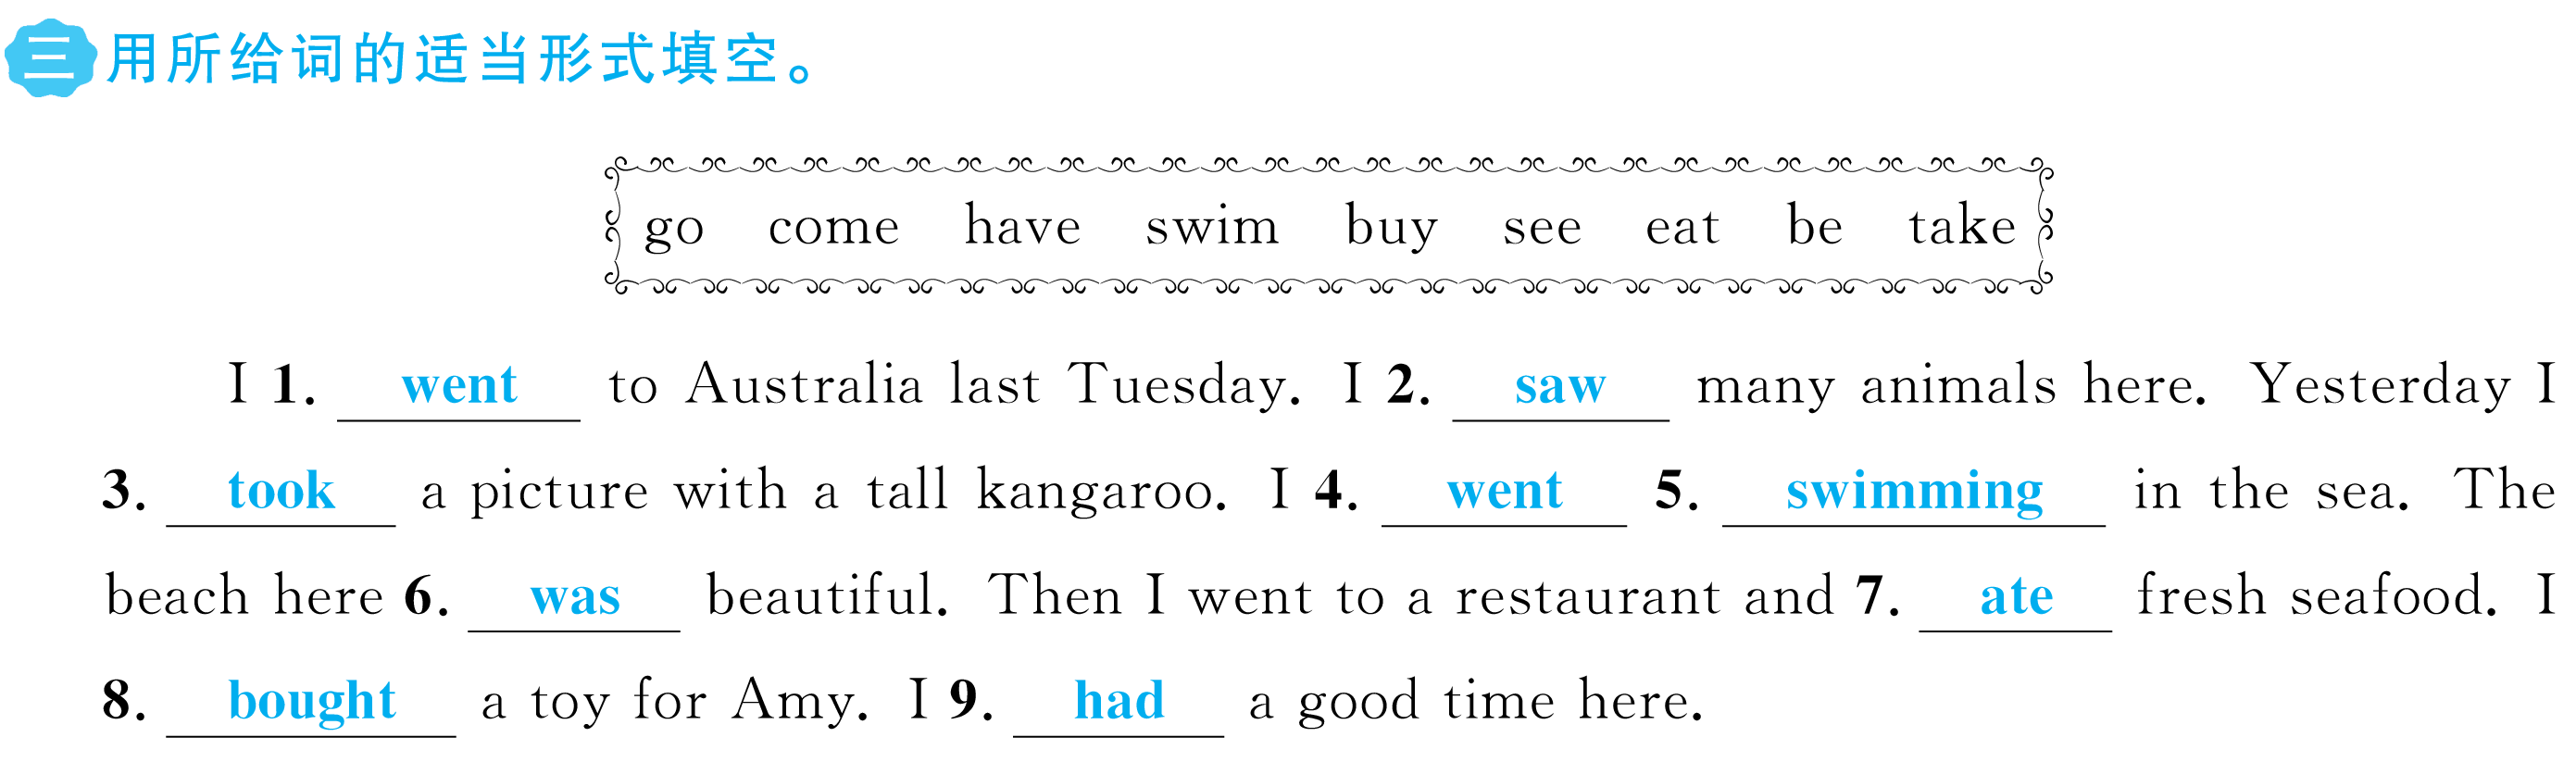 三 用所给词的适当形式填空。
go come have swim buy see eat be take
I 1. went to Australia last Tuesday. I 2. saw many animals here. Yesterday I
3. took a picture with a tall kangaroo. I 4. went 5. swimming in the sea. The
beach here 6. was beautiful. Then I went to a restaurant and 7. ate fresh seafood. I
8. bought a toy for Amy. I 9. had a good time here.